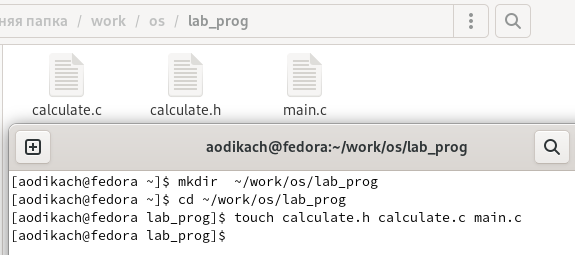 няя папка / work / os / lab_prog
calculate.c calculate.h main.c
aodikach@fedora:~/work/os/lab_prog
[aodikach@fedora ~]$ mkdir  ~/work/os/lab_prog
[aodikach@fedora ~]$ cd ~/work/os/lab_prog
[aodikach@fedora lab_prog]$ touch calculate.h calculate.c main.c
[aodikach@fedora lab_prog]$